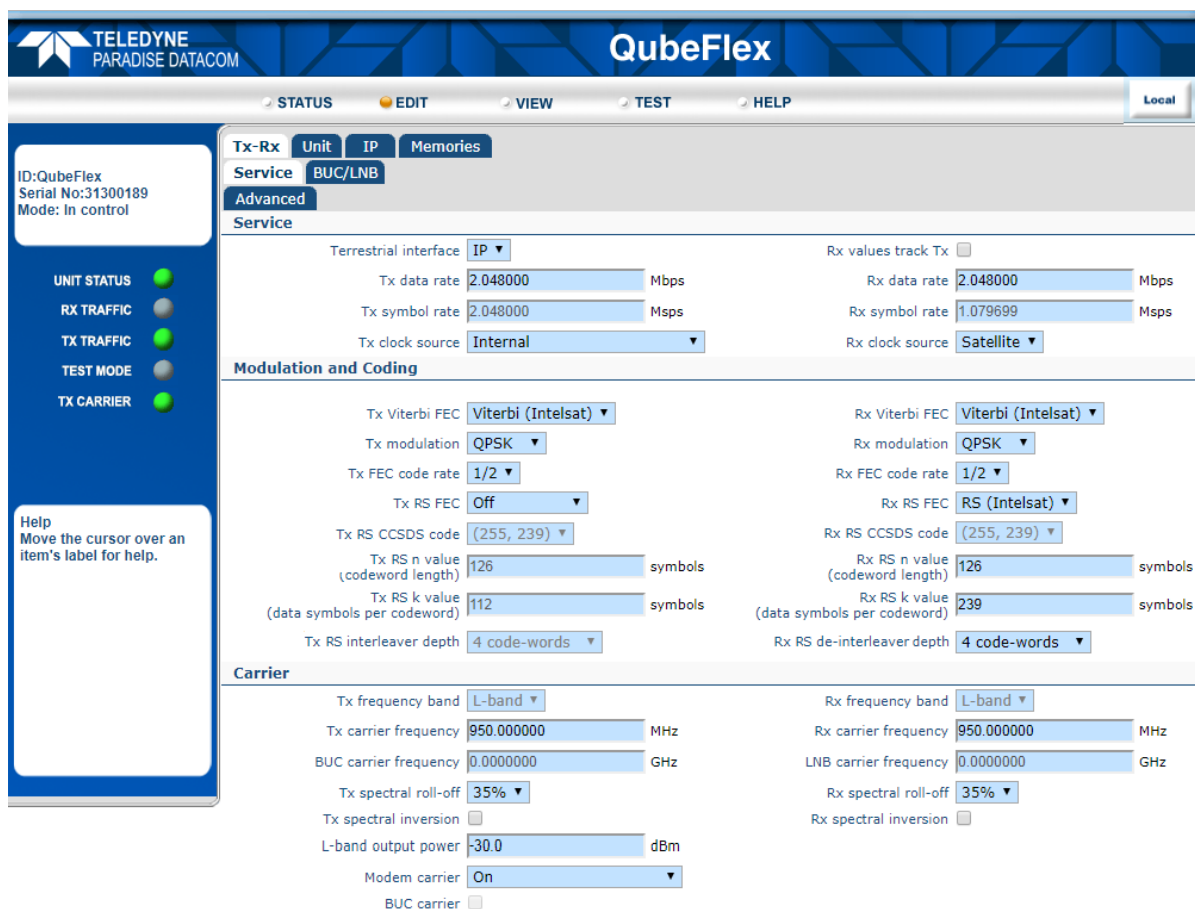 TELEDYNE
PARADISE DATACOM
QubeFlex
STATUS EDIT VIEW TEST HELP
Local
ID:QubeFlex
Serial No:31300189
Mode: In control
UNIT STATUS
RX TRAFFIC
TX TRAFFIC
TEST MODE
TX CARRIER
Help
Move the cursor over an
item's label for help.
Tx-Rx Unit IP Memories
Service BUC/LNB
Advanced
Service
Terrestrial interface IP Rx values track Tx
Tx data rate 2.048000 Mbps Rx data rate 2.048000 Mbps
Tx symbol rate 2.048000 Msps Rx symbol rate 1.079699 Msps
Tx clock source Internal Rx clock source Satellite
Modulation and Coding
Tx Viterbi FEC Viterbi (Intelsat) Rx Viterbi FEC Viterbi (Intelsat)
Tx modulation QPSK Rx modulation QPSK
Tx FEC code rate 1/2 Rx FEC code rate 1/2
Tx RS FEC Off Rx RS FEC RS (Intelsat)
Tx RS CCSDS code (255, 239) Rx RS CCSDS code (255, 239)
Tx RS n value
(codeword length) 126 symbols Rx RS n value
(codeword length) 126 symbols
Tx RS k value
(data symbols per codeword) 112 symbols Rx RS k value
(data symbols per codeword) 239 symbols
Tx RS interleaver depth 4 code-words Rx RS de-interleaver depth 4 code-words
Carrier
Tx frequency band L-band Rx frequency band L-band
Tx carrier frequency 950.000000 MHz Rx carrier frequency 950.000000 MHz
BUC carrier frequency 0.0000000 GHz LNB carrier frequency 0.0000000 GHz
Tx spectral roll-off 35% Rx spectral roll-off 35%
Tx spectral inversion Rx spectral inversion
L-band output power -30.0 dBm
Modem carrier On
BUC carrier